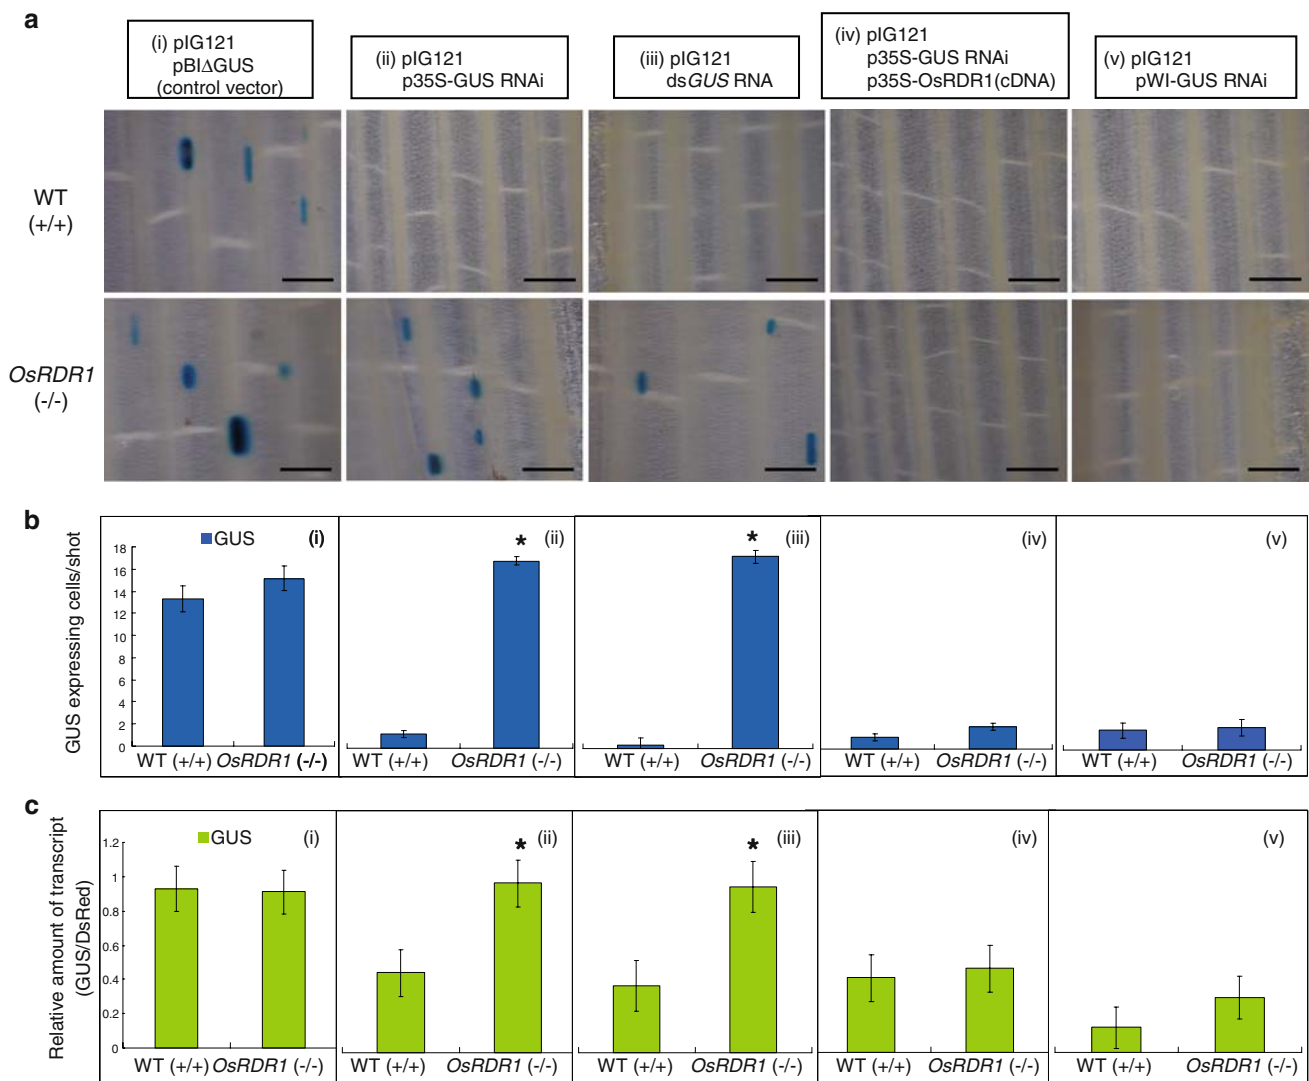 a
(i) pIG121
pBIΔGUS
(control vector)
(ii) pIG121
p35S-GUS RNAi
(iii) pIG121
dsGUS RNA
(iv) pIG121
p35S-GUS RNAi
p35S-OsRDR1(cDNA)
(v) pIG121
pWI-GUS RNAi
WT
(+/+)
OsRDR1
(-/-)
b
GUS expressing cells/shot
18
16
14
12
10
8
6
4
2
0
GUS
(i)
WT (+/+) OsRDR1 (-/-)
*
(ii)
WT (+/+) OsRDR1 (-/-)
*
(iii)
WT (+/+) OsRDR1 (-/-)
(iv)
WT (+/+) OsRDR1 (-/-)
(v)
WT (+/+) OsRDR1 (-/-)
c
Relative amount of transcript
(GUS/DsRed)
1.2
1
0.8
0.6
0.4
0.2
0
GUS
(i)
WT (+/+) OsRDR1 (-/-)
*
(ii)
WT (+/+) OsRDR1 (-/-)
*
(iii)
WT (+/+) OsRDR1 (-/-)
(iv)
WT (+/+) OsRDR1 (-/-)
(v)
WT (+/+) OsRDR1 (-/-)